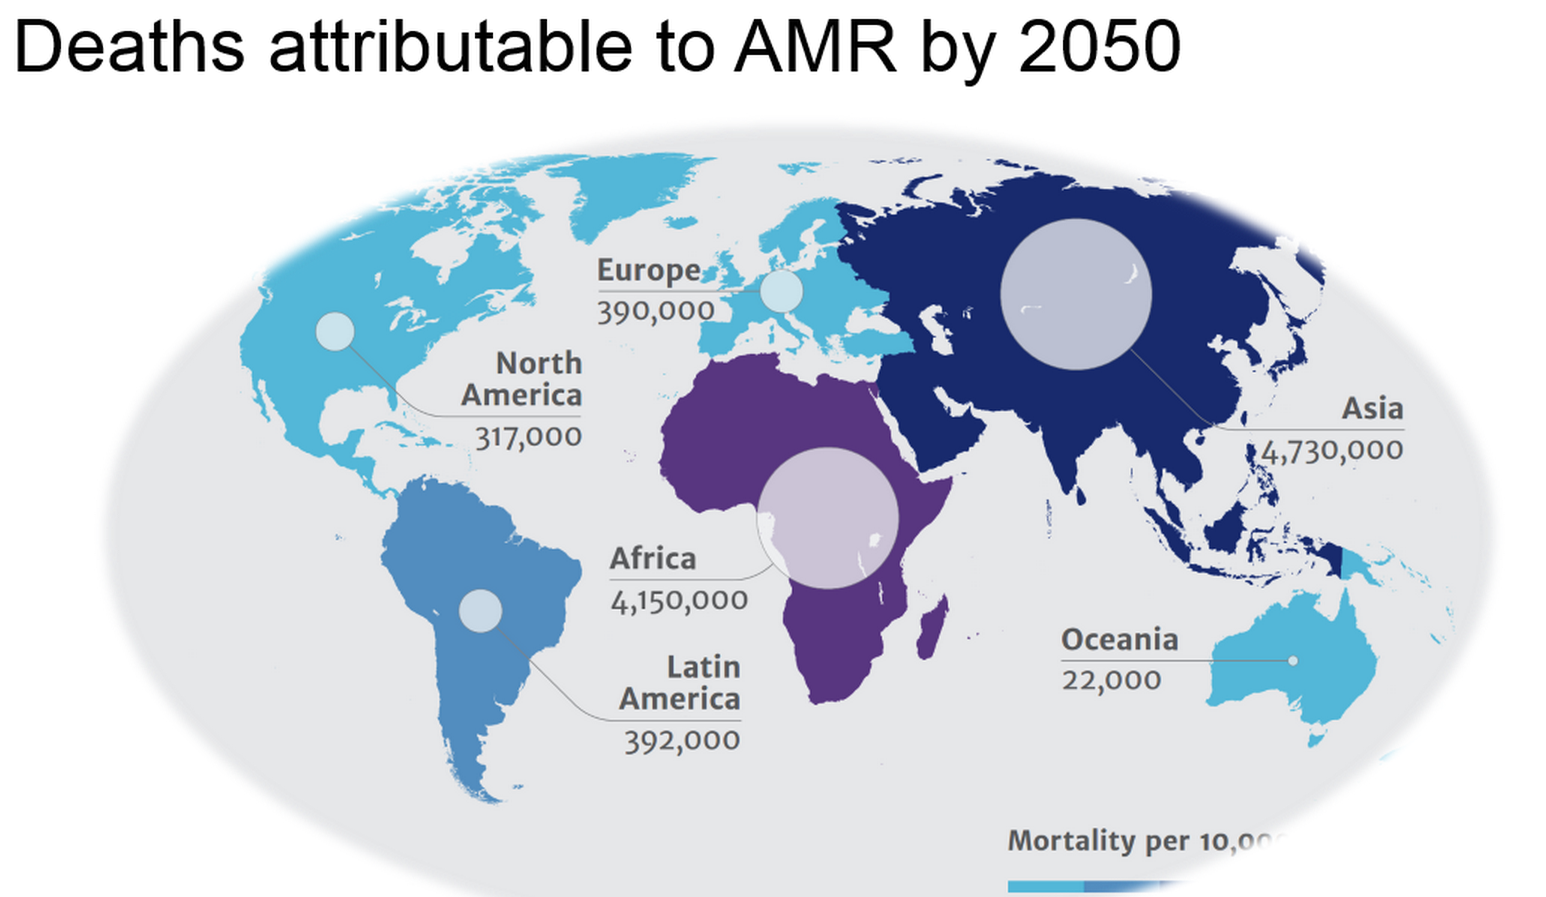 Deaths attributable to AMR by 2050
Europe
390,000
North
America
317,000
Asia
4,730,000
Africa
4,150,000
Oceania
22,000
Latin
America
392,000
Mortality per 10,000